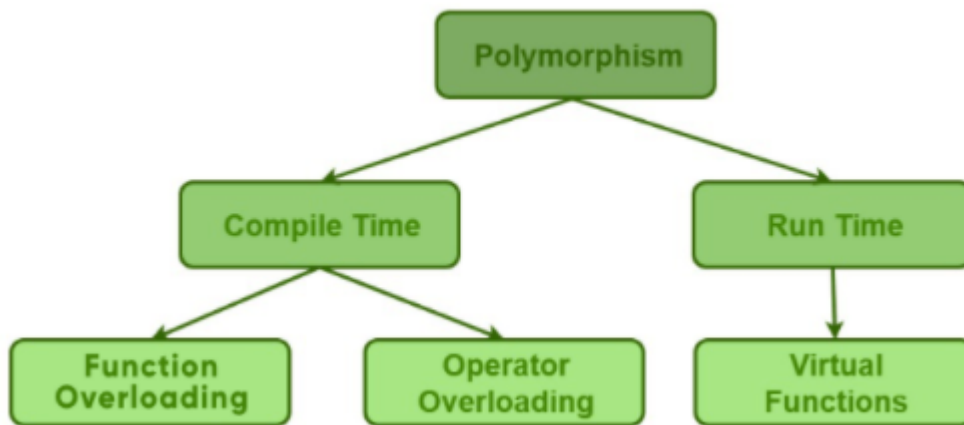 Polymorphism
Compile Time
Run Time
Function
Overloading
Operator
Overloading
Virtual
Functions